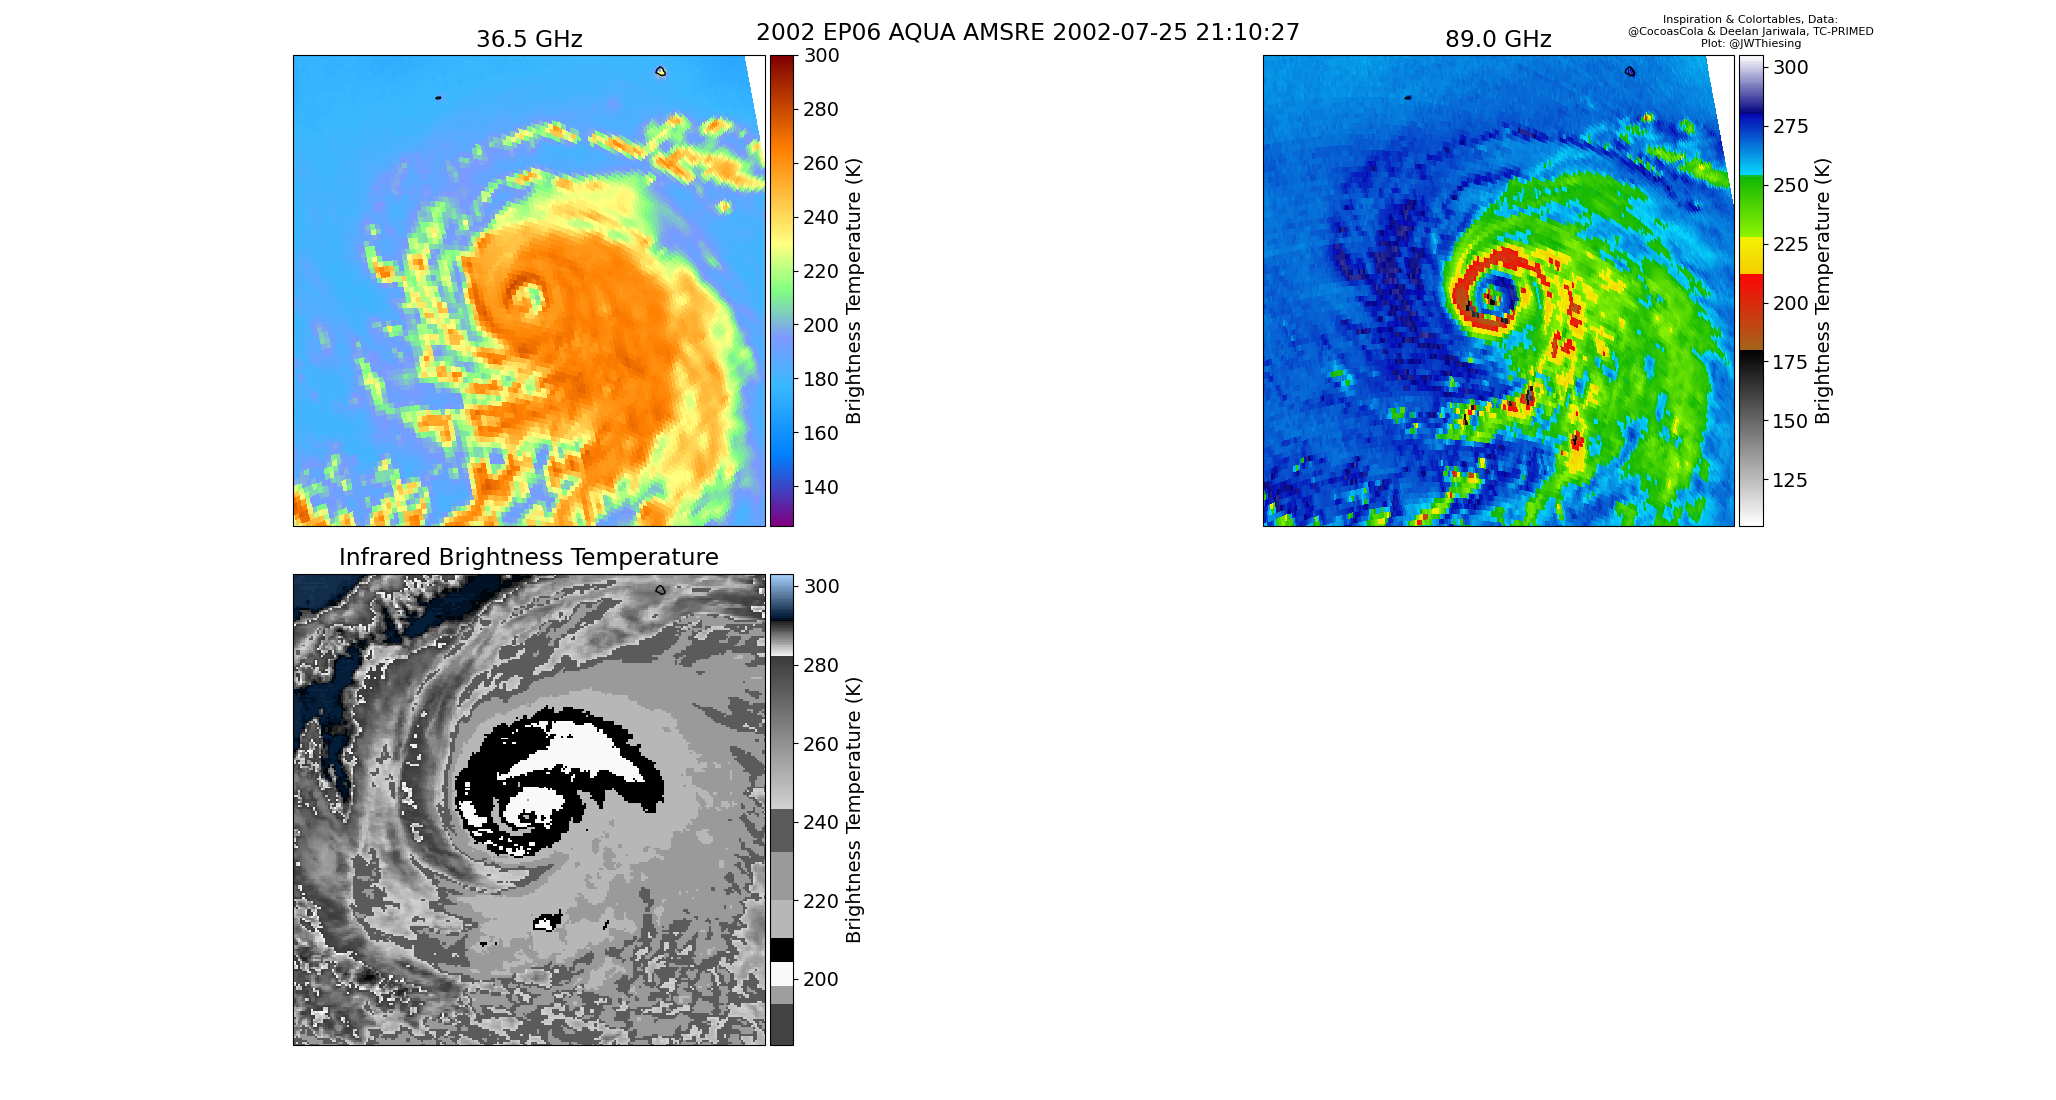 2002 EP06 AQUA AMSRE 2002-07-25 21:10:27
Inspiration & Colortables, Data:
@CocoasCola & Deelan Jariwala, TC-PRIMED
Plot: @JWThiesing
36.5 GHz
300
280
260
240
220
200
180
160
140
Brightness Temperature (K)
89.0 GHz
300
275
250
225
200
175
150
125
Brightness Temperature (K)
Infrared Brightness Temperature
300
280
260
240
220
200
Brightness Temperature (K)